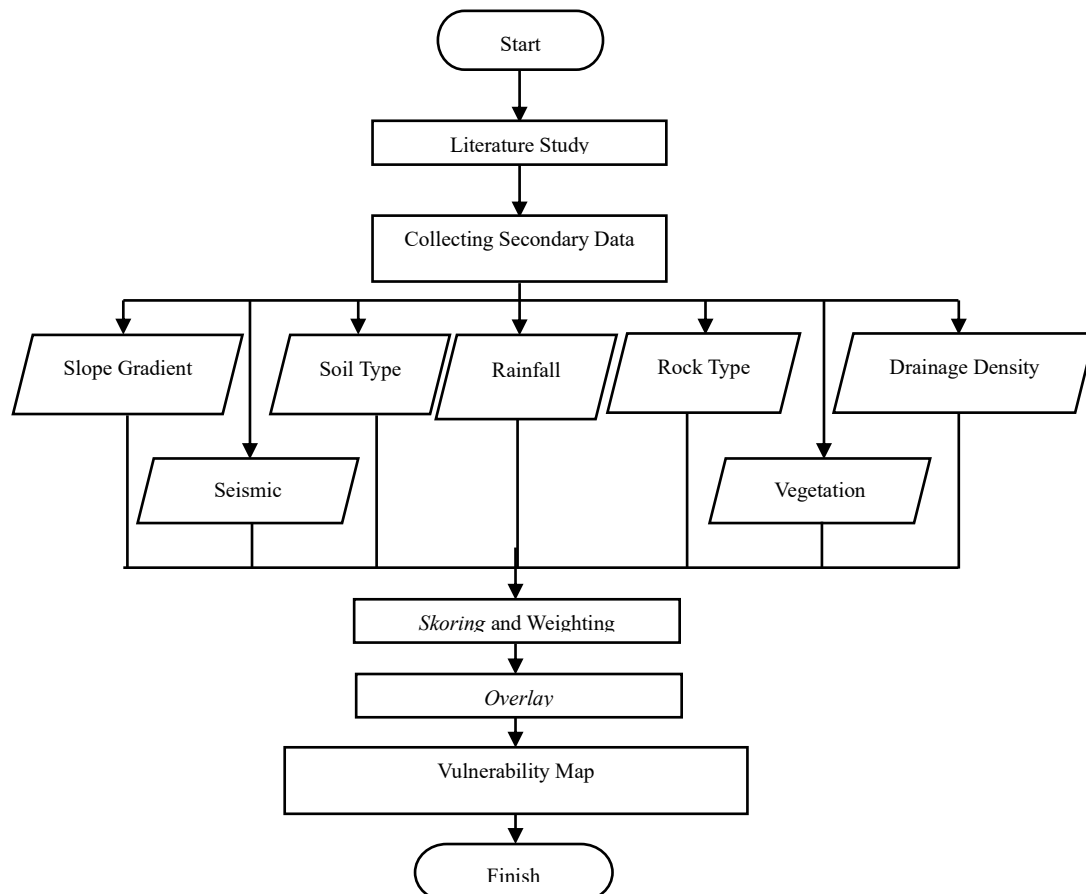 Start
Literature Study
Collecting Secondary Data
Slope Gradient
Soil Type
Rainfall
Rock Type
Drainage Density
Seismic
Vegetation
Skoring and Weighting
Overlay
Vulnerability Map
Finish